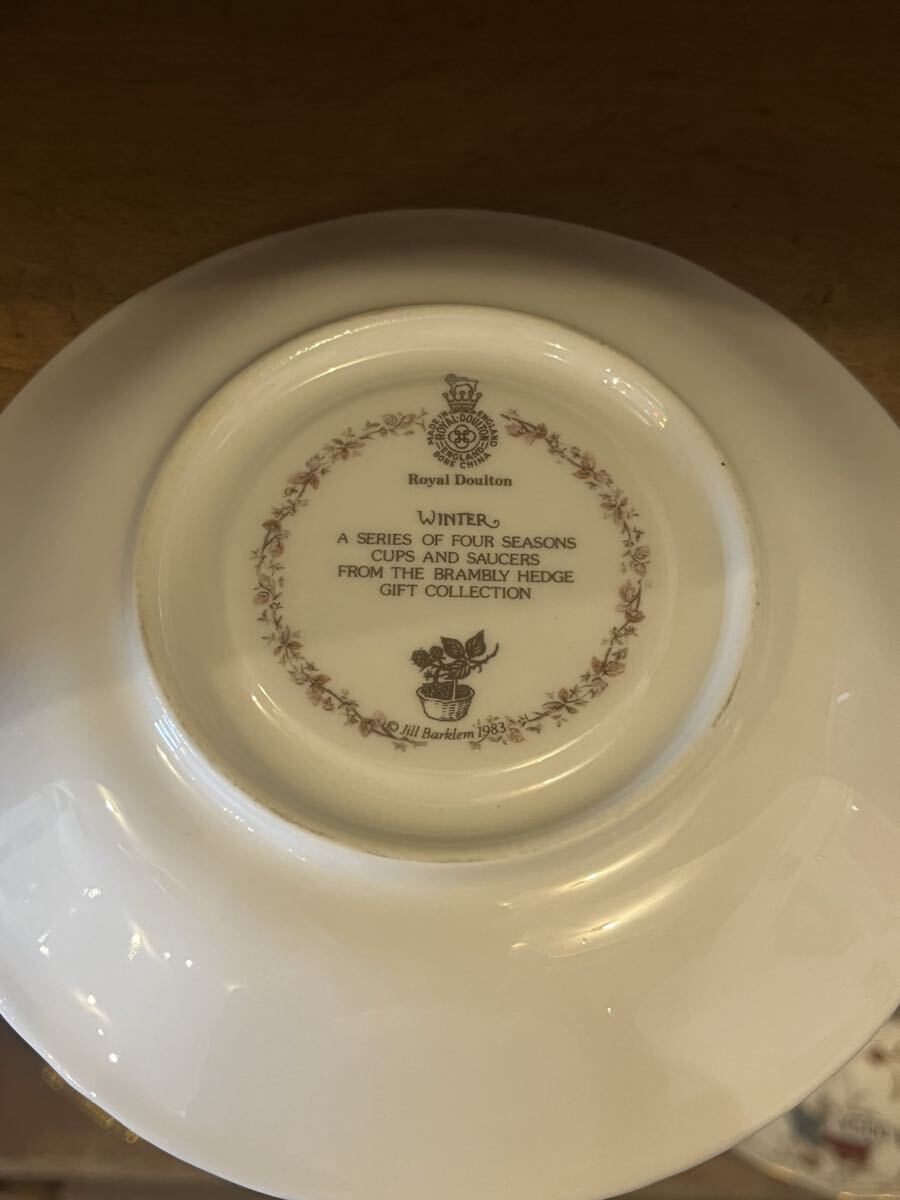 MADE IN ENGLAND
ROYAL·DOULTON
ENGLAND
BONE CHINA
Royal Doulton
WINTER
A SERIES OF FOUR SEASONS
CUPS AND SAUCERS
FROM THE BRAMBLY HEDGE
GIFT COLLECTION
© Jill Barklem 1983